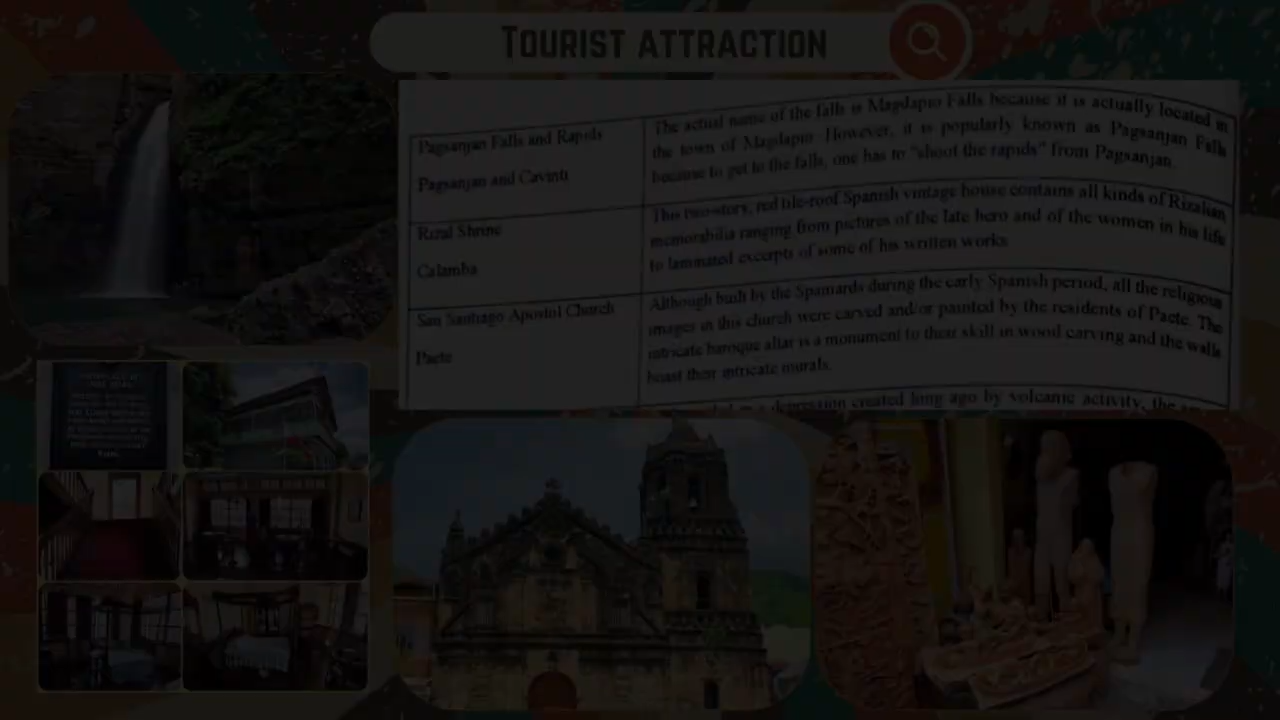 TOURIST ATTRACTION
Pagsanjan Falls and Rapids
Pagsanjan and Cavinti
The actual name of the falls is Magdapio Falls because it is actually located in
the town of Magdapio. However, it is popularly known as Pagsanjan Falls
because to get to the falls, one has to "shoot the rapids" from Pagsanjan.
Rizal Shrine
Calamba
This two-story, red tile-roof Spanish vintage house contains all kinds of Rizalian
memorabilia ranging from pictures of the late hero and of the women in his life
to laminated excerpts of some of his written works
San Santiago Apostol Church
Paete
Although built by the Spaniards during the early Spanish period, all the religious
images in this church were carved and/or painted by the residents of Paete. The
intricate baroque altar is a monument to their skill in wood carving and the walls
boast their intricate murals.
depression created long ago by volcanic activity, the